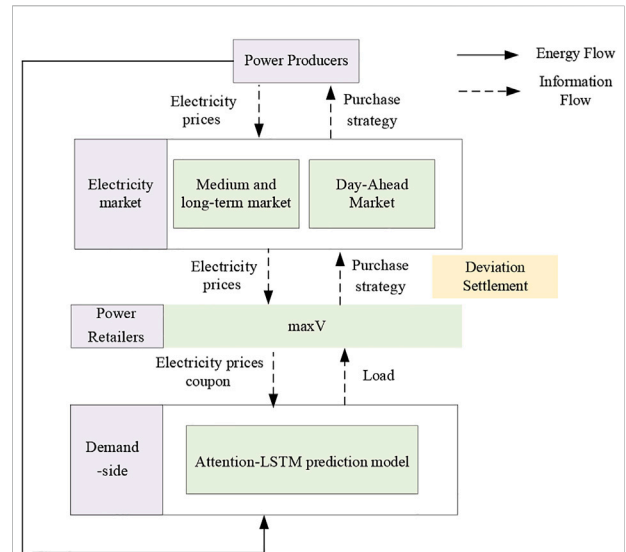 Power Producers
Energy Flow
Information
Flow
Electricity
prices
Purchase
strategy
Electricity
market
Medium and
long-term market
Day-Ahead
Market
Electricity
prices
Purchase
strategy
Deviation
Settlement
Power
Retailers
maxV
Electricity prices
coupon
Load
Demand
-side
Attention-LSTM prediction model